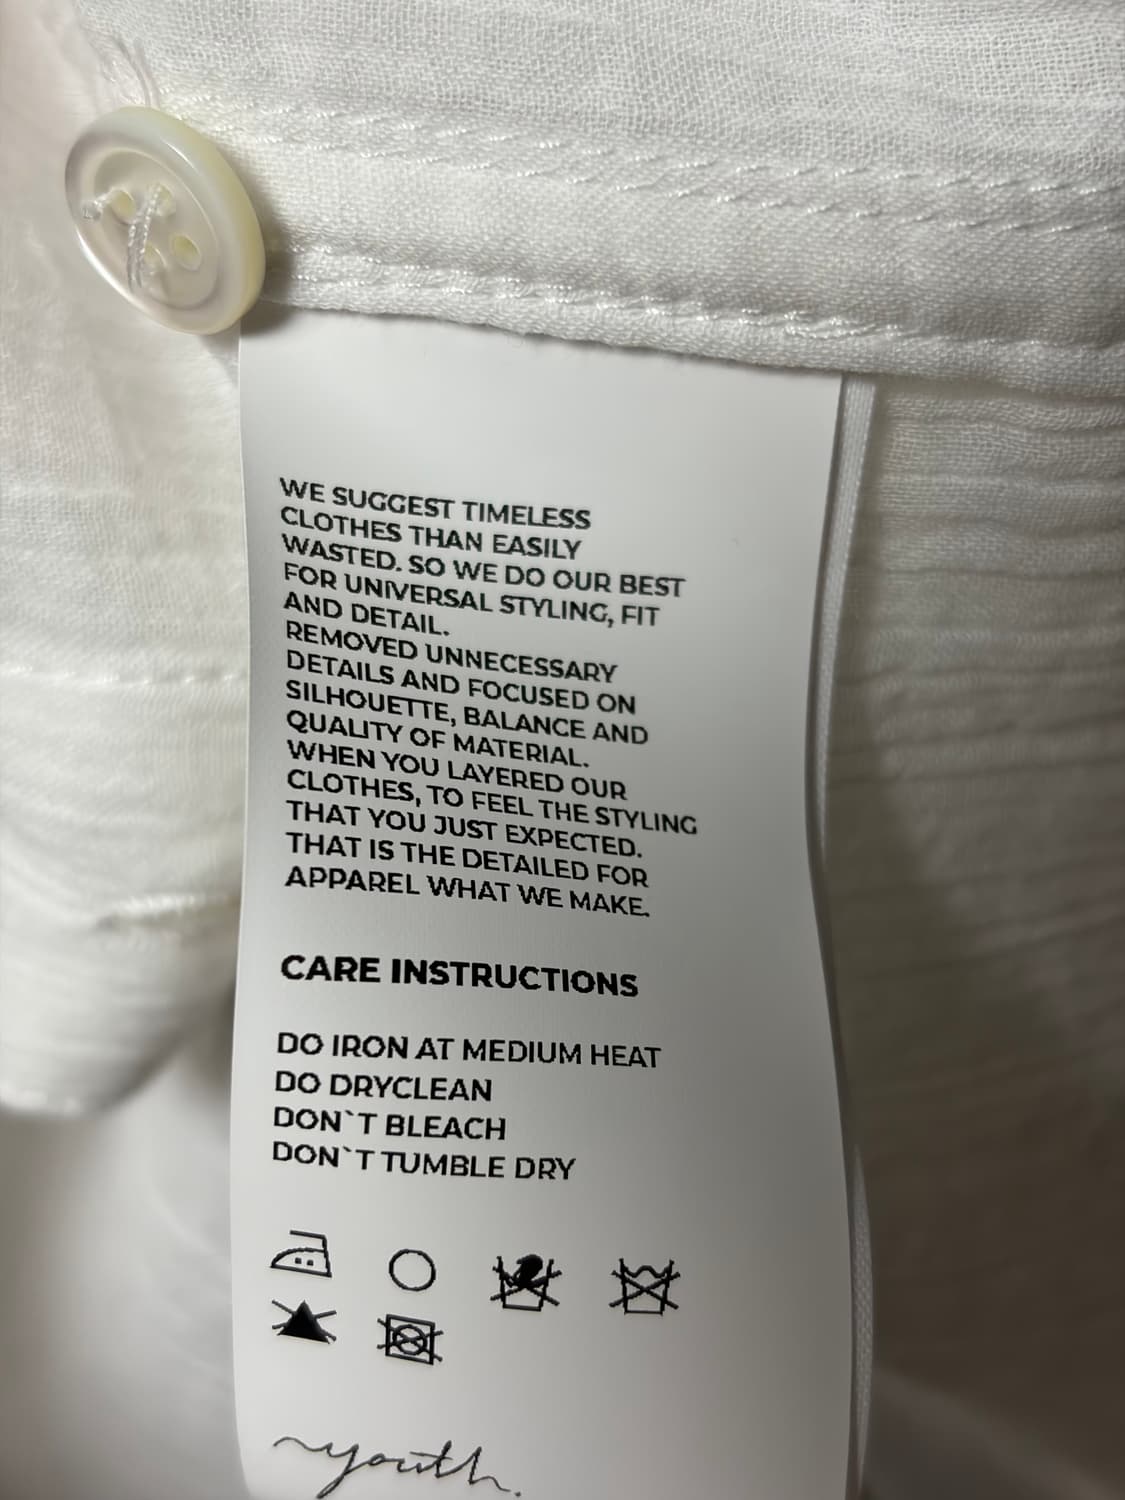 WE SUGGEST TIMELESS
CLOTHES THAN EASILY
WASTED. SO WE DO OUR BEST
FOR UNIVERSAL STYLING, FIT
AND DETAIL.
REMOVED UNNECESSARY
DETAILS AND FOCUSED ON
SILHOUETTE, BALANCE AND
QUALITY OF MATERIAL.
WHEN YOU LAYERED OUR
CLOTHES, TO FEEL THE STYLING
THAT YOU JUST EXPECTED.
THAT IS THE DETAILED FOR
APPAREL WHAT WE MAKE.
CARE INSTRUCTIONS
DO IRON AT MEDIUM HEAT
DO DRYCLEAN
DON`T BLEACH
DON`T TUMBLE DRY
youth.